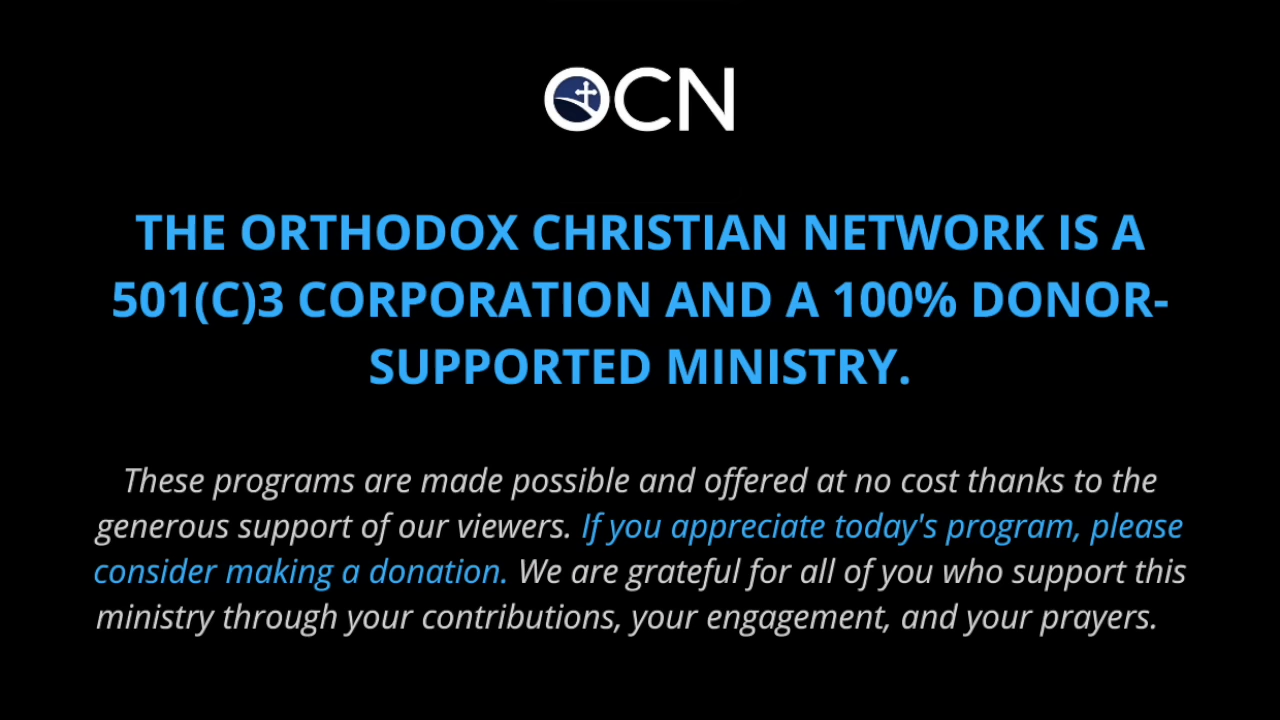 OCN
THE ORTHODOX CHRISTIAN NETWORK IS A
501(C)3 CORPORATION AND A 100% DONOR-
SUPPORTED MINISTRY.
These programs are made possible and offered at no cost thanks to the
generous support of our viewers. If you appreciate today's program, please
consider making a donation. We are grateful for all of you who support this
ministry through your contributions, your engagement, and your prayers.